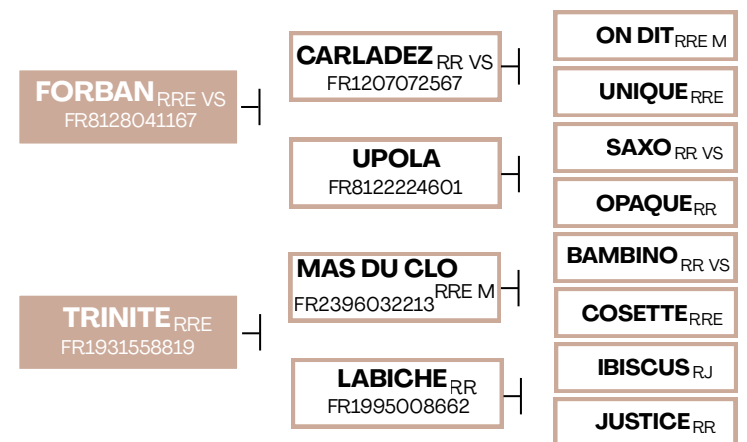 FORBAN RRE VS
FR8128041167
TRINITE RRE
FR1931558819
CARLADEZ RR VS
FR1207072567
UPOLA
FR8122224601
MAS DU CLO
FR2396032213 RRE M
LABICHE RR
FR1995008662
ON DIT RRE M
UNIQUE RRE
SAXO RR VS
OPAQUE RR
BAMBINO RR VS
COSETTE RRE
IBISCUS RJ
JUSTICE RR